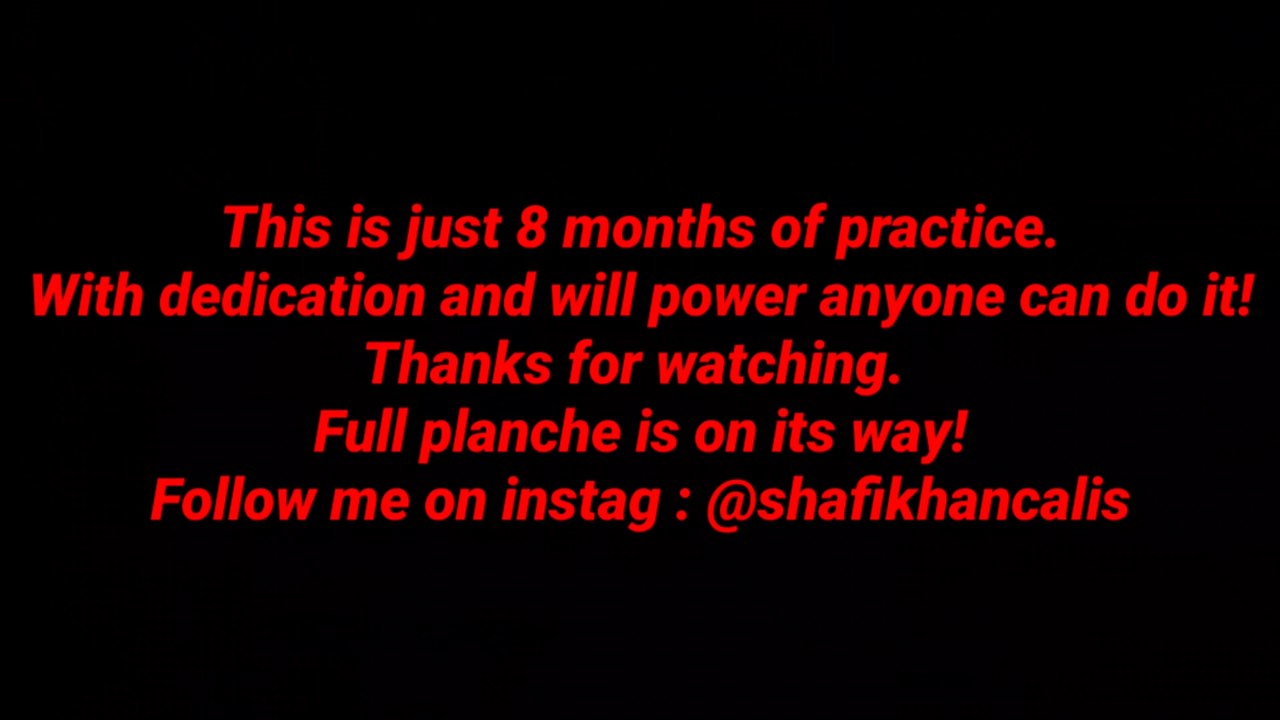 This is just 8 months of practice.
With dedication and will power anyone can do it!
Thanks for watching.
Full planche is on its way!
Follow me on instag : @shafikhancalis